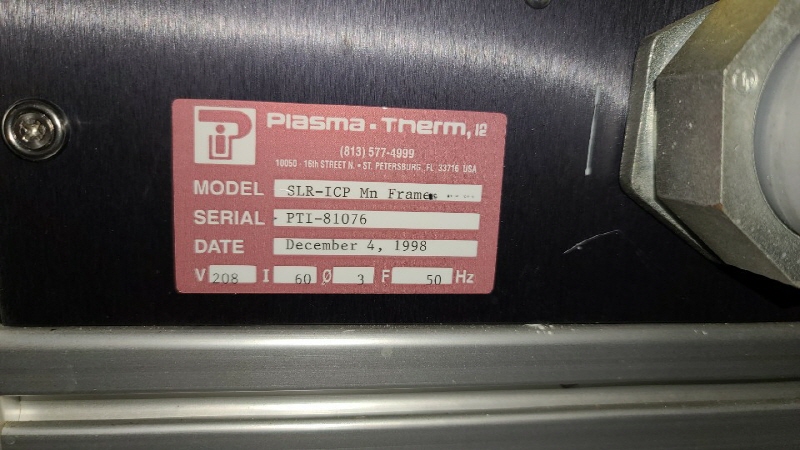 Plasma-Therm, I2
(813) 577-4999
10050 - 16th STREET N. • ST. PETERSBURG, FL 33716 USA
MODEL SLR-ICP Mn Frame
SERIAL PTI-81076
DATE December 4, 1998
V 208 I 60 Ø 3 F 50 Hz